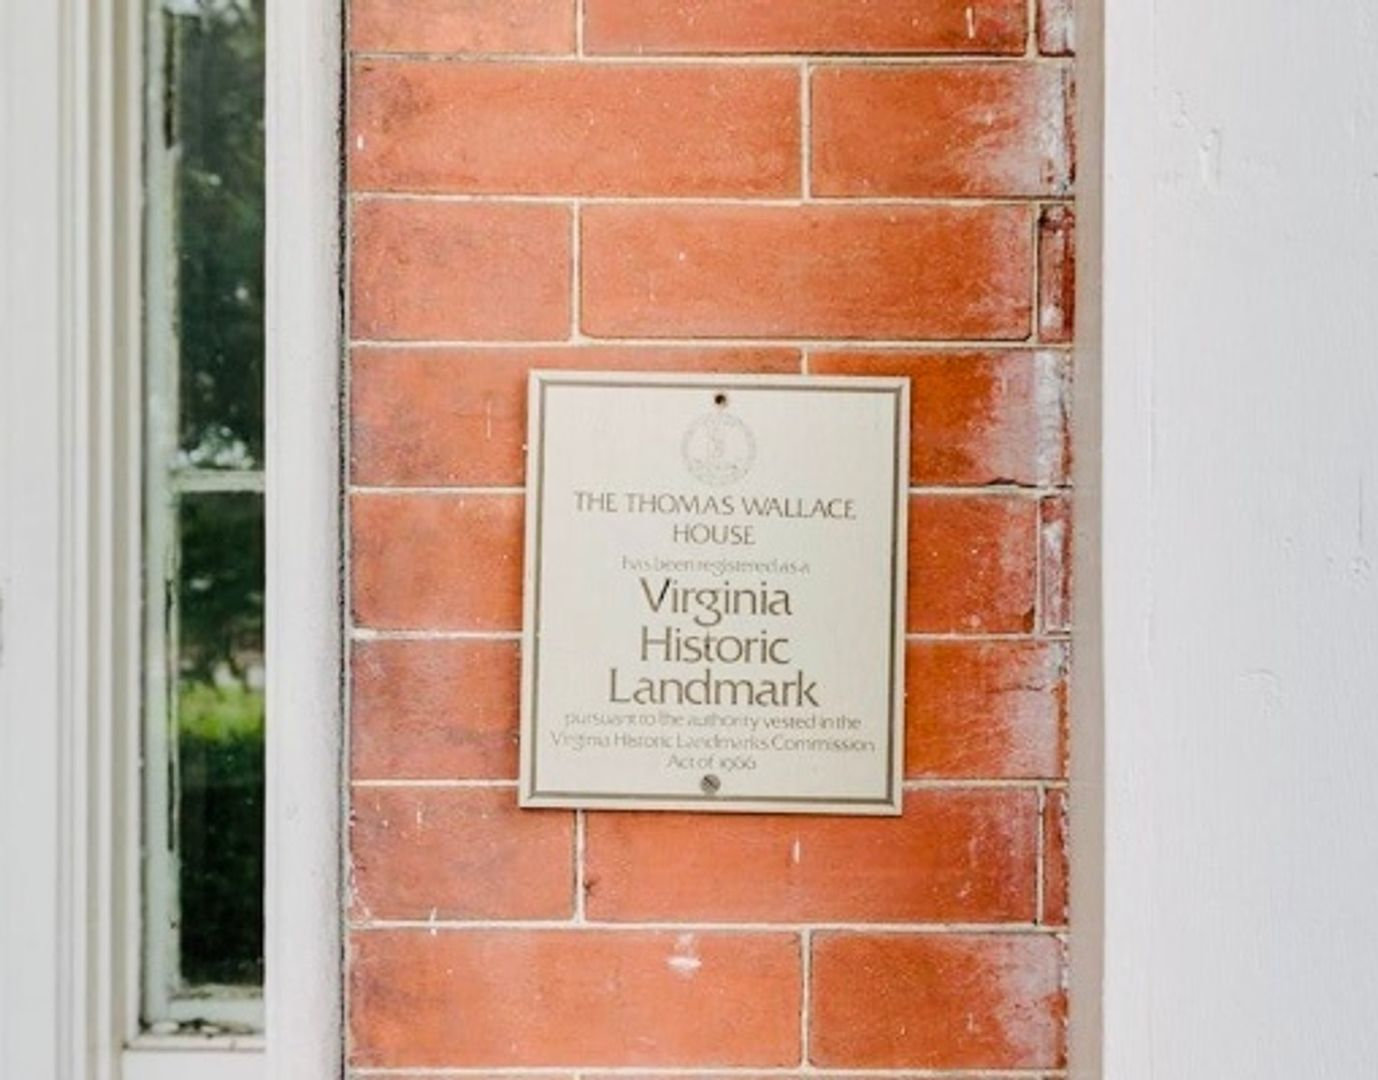 THE THOMAS WALLACE
HOUSE
has been registered as a
Virginia
Historic
Landmark
pursuant to the authority vested in the
Virginia Historic Landmarks Commission
Act of 1966